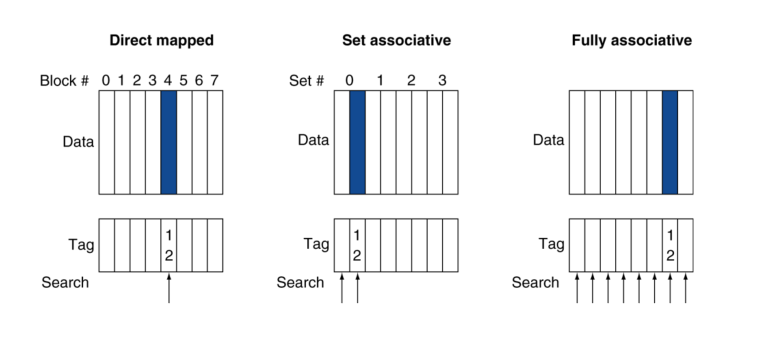 Direct mapped
Set associative
Fully associative
Block # 0 1 2 3 4 5 6 7
Set # 0 1 2 3
Data
Data
Data
Tag
1
2
Tag
1
2
Tag
1
2
Search
Search
Search